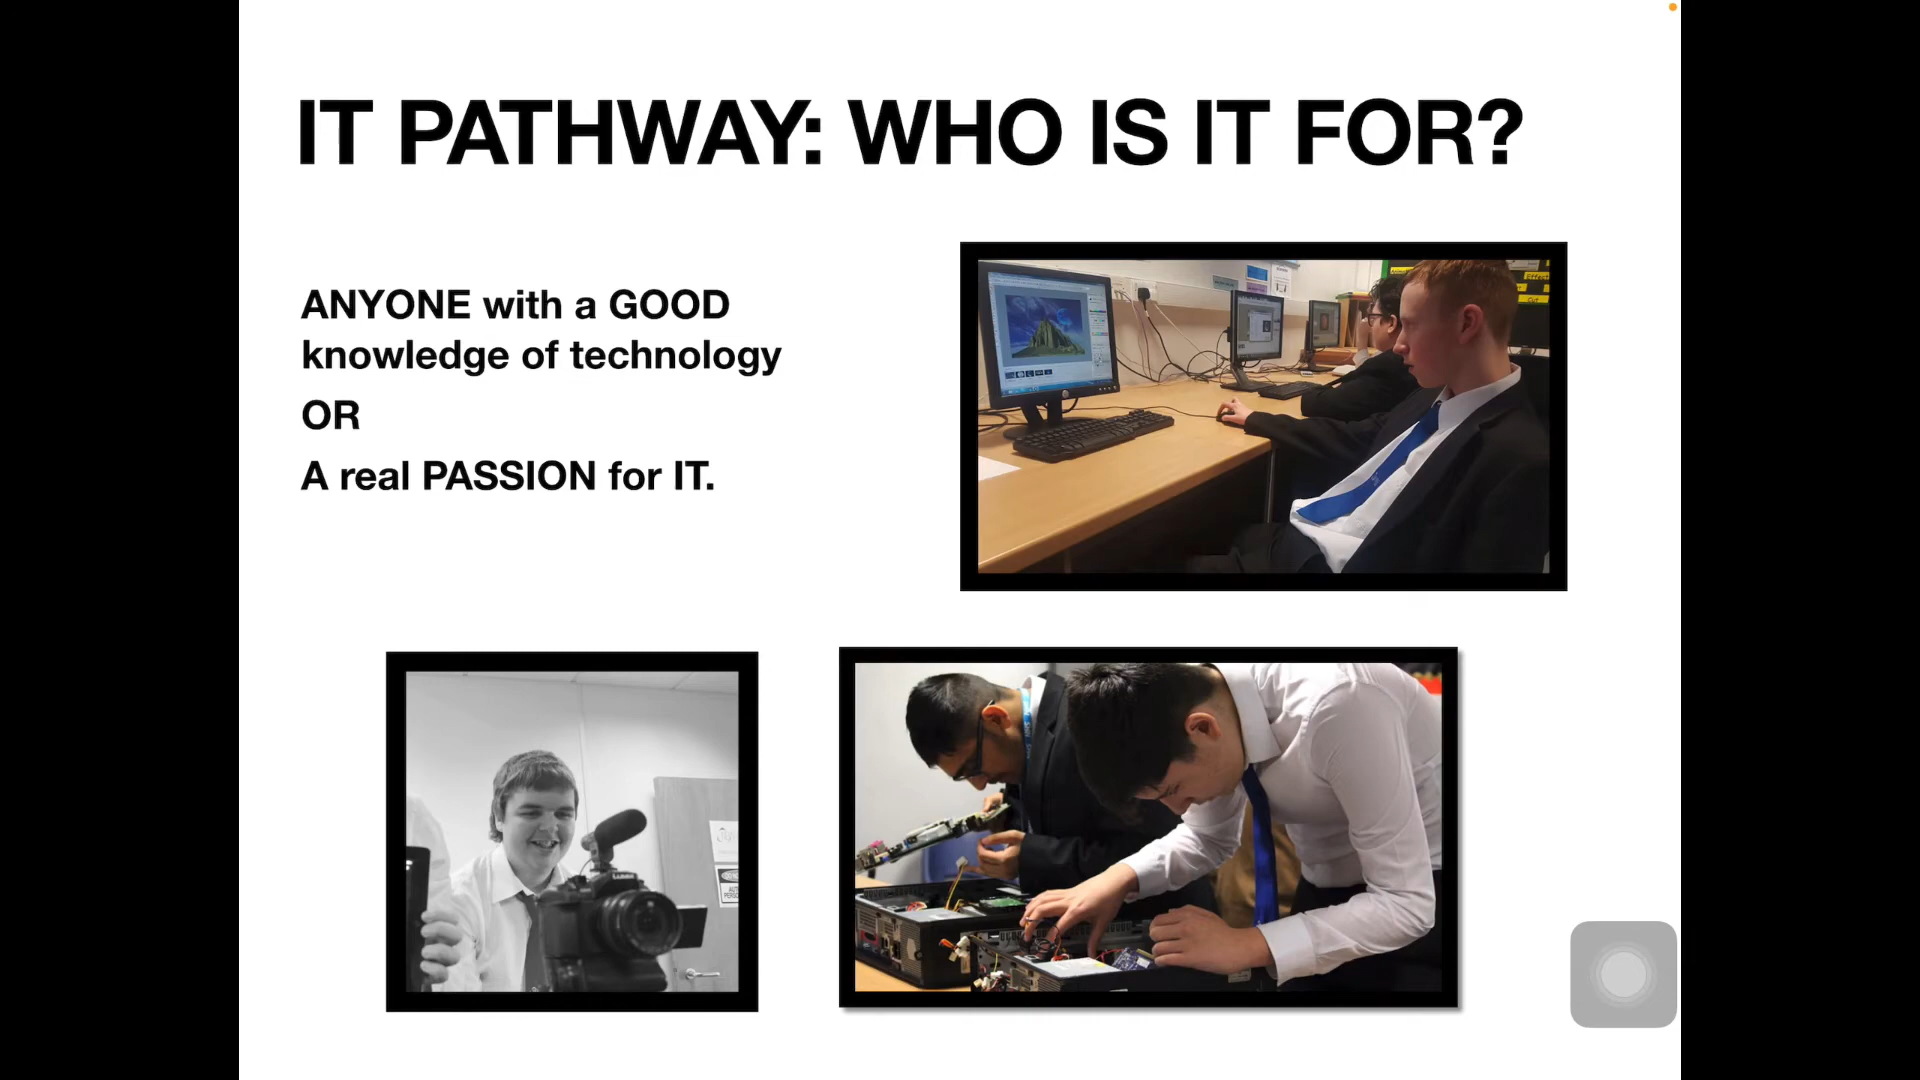 IT PATHWAY: WHO IS IT FOR?
ANYONE with a GOOD
knowledge of technology
OR
A real PASSION for IT.